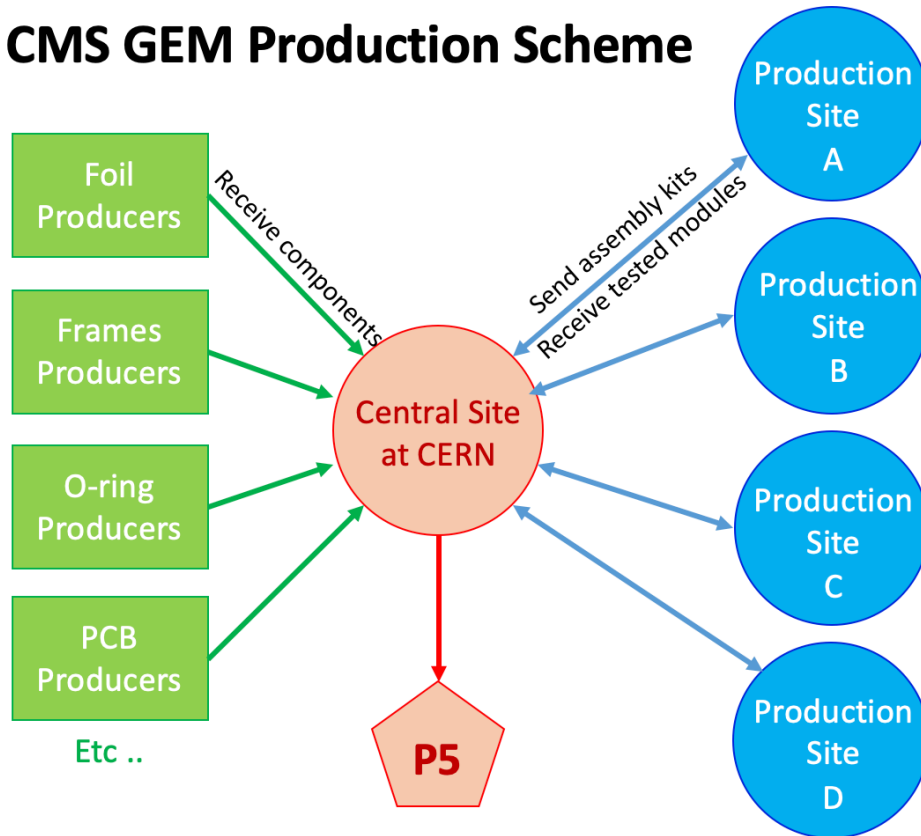 CMS GEM Production Scheme
Foil
Producers
Frames
Producers
O-ring
Producers
PCB
Producers
Etc ..
Receive components
Central Site
at CERN
P5
Send assembly kits
Receive tested modules
Production
Site
A
Production
Site
B
Production
Site
C
Production
Site
D